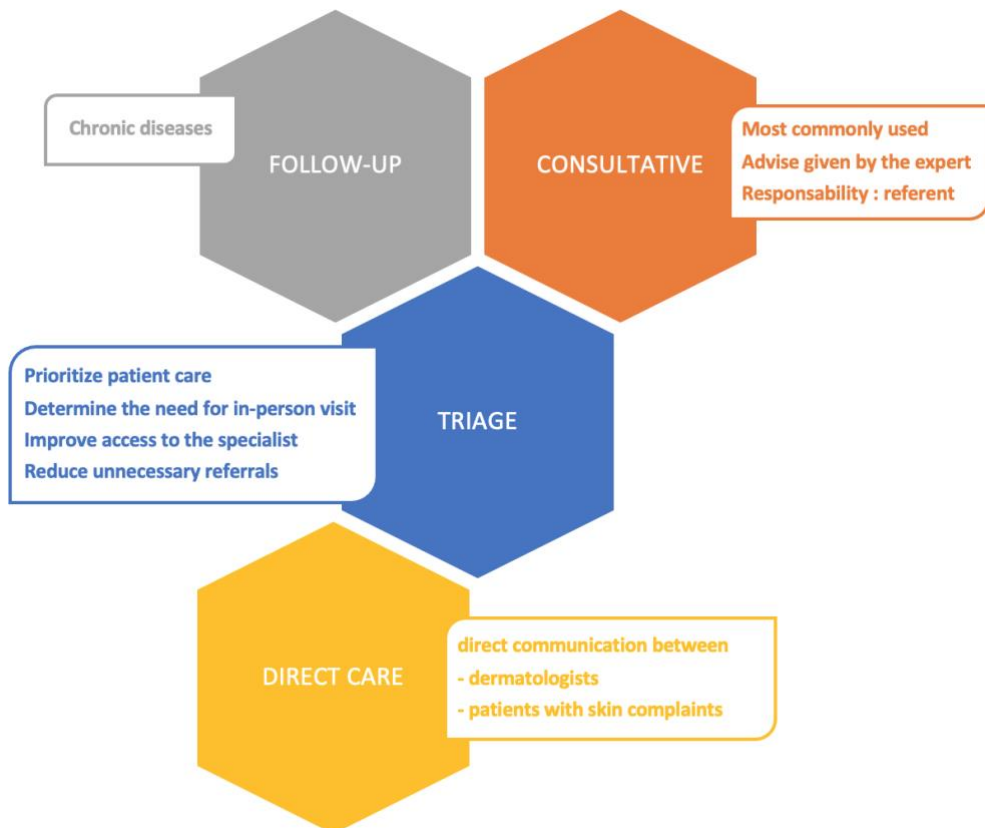 Chronic diseases
FOLLOW-UP
CONSULTATIVE
Most commonly used
Advise given by the expert
Responsability : referent
Prioritize patient care
Determine the need for in-person visit
Improve access to the specialist
Reduce unnecessary referrals
TRIAGE
DIRECT CARE
direct communication between
- dermatologists
- patients with skin complaints